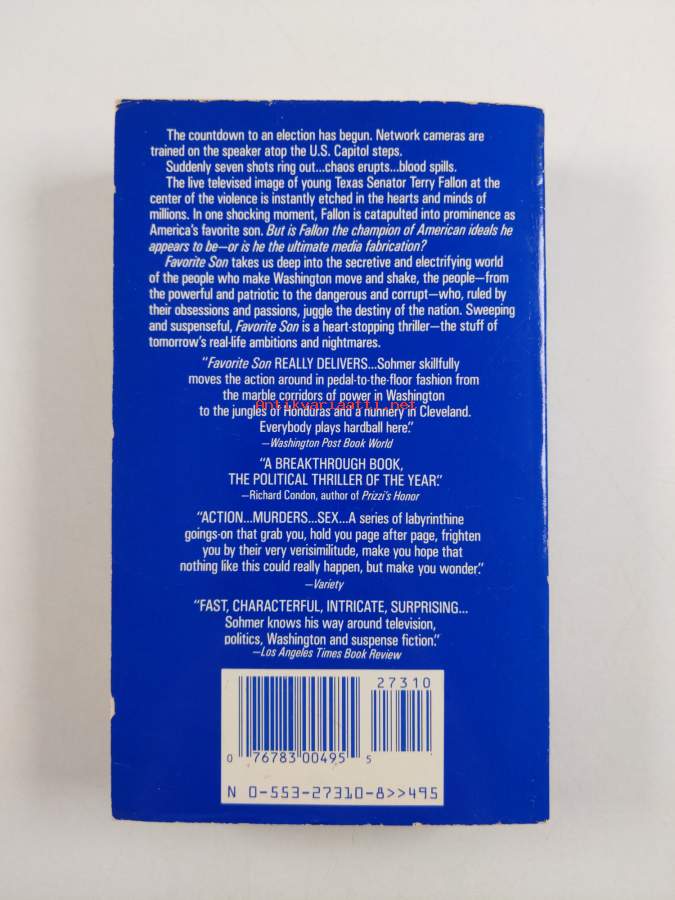 The countdown to an election has begun. Network cameras are
trained on the speaker atop the U.S. Capitol steps.
Suddenly seven shots ring out...chaos erupts...blood spills.
The live televised image of young Texas Senator Terry Fallon at the
center of the violence is instantly etched in the hearts and minds of
millions. In one shocking moment, Fallon is catapulted into prominence as
America's favorite son. But is Fallon the champion of American ideals he
appears to be—or is he the ultimate media fabrication?
Favorite Son takes us deep into the secretive and electrifying world
of the people who make Washington move and shake, the people—from
the powerful and patriotic to the dangerous and corrupt—who, ruled by
their obsessions and passions, juggle the destiny of the nation. Sweeping
and suspenseful, Favorite Son is a heart-stopping thriller—the stuff of
tomorrow's real-life ambitions and nightmares.
"Favorite Son REALLY DELIVERS...Sohmer skillfully
moves the action around in pedal-to-the-floor fashion from
the marble corridors of power in Washington
Antikvariaatti.net
to the jungles of Honduras and a nunnery in Cleveland.
Everybody plays hardball here."
—Washington Post Book World
"A BREAKTHROUGH BOOK,
THE POLITICAL THRILLER OF THE YEAR."
—Richard Condon, author of Prizzi's Honor
"ACTION...MURDERS...SEX...A series of labyrinthine
goings-on that grab you, hold you page after page, frighten
you by their very verisimilitude, make you hope that
nothing like this could really happen, but make you wonder."
—Variety
"FAST, CHARACTERFUL, INTRICATE, SURPRISING...
Sohmer knows his way around television,
politics, Washington and suspense fiction."
—Los Angeles Times Book Review
27310
0 76783 00495 5
N 0-553-27310-8>>495